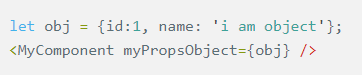 let obj = {id:1, name: 'i am object'};
<MyComponent myPropsObject={obj} />